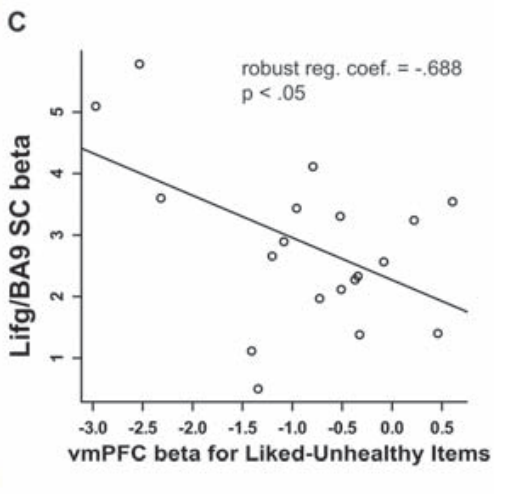 C
robust reg. coef. = -.688
p < .05
Lifg/BA9 SC beta
5
4
3
2
1
-3.0 -2.5 -2.0 -1.5 -1.0 -0.5 0.0 0.5
vmPFC beta for Liked-Unhealthy Items